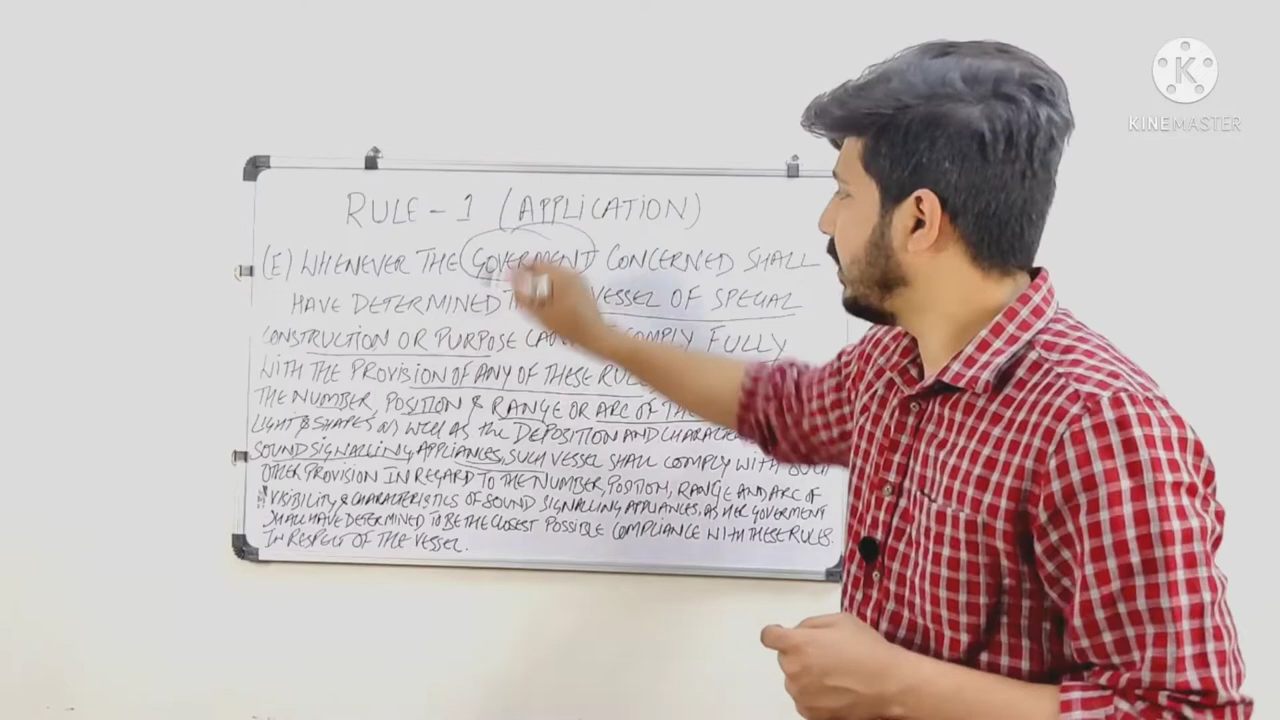 RULE - 1 (APPLICATION)
(E) WHENEVER THE GOVERMENT CONCERNED SHALL
HAVE DETERMINED VESSEL OF SPECIAL
CONSTRUCTION OR PURPOSE COMPLY FULLY
WITH THE PROVISION OF ANY OF THESE
THE NUMBER, POSITION & RANGE OR ARC OF
LIGHT & SHAPES AS WELL AS THE DEPOSITION AND
SOUND SIGNALLING APPLIANCES, SUCH VESSEL SHALL COMPLY WITH SUCH
OTHER PROVISION IN REGARD TO THE NUMBER, POSITION, RANGE AND ARC OF
VISIBILITY & CHARACTERISTICS OF SOUND SIGNALLING APPLIANCES, AS HER GOVERMENT
SHALL HAVE DETERMINED TO BE THE CLOSEST POSSIBLE COMPLIANCE WITH THESE RULES.
IN RESPECT OF THE VESSEL.
K
KINEMASTER